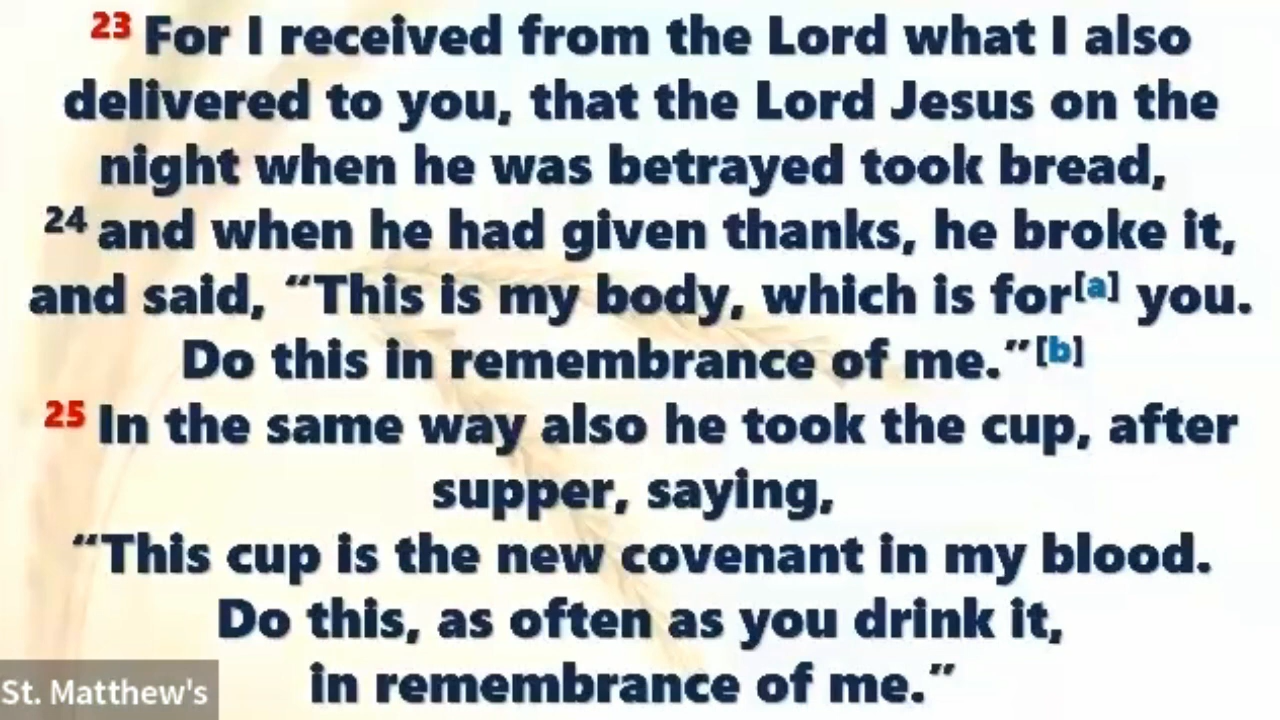 23 For I received from the Lord what I also
delivered to you, that the Lord Jesus on the
night when he was betrayed took bread,
24 and when he had given thanks, he broke it,
and said, “This is my body, which is for[a] you.
Do this in remembrance of me.”[b]
25 In the same way also he took the cup, after
supper, saying,
“This cup is the new covenant in my blood.
Do this, as often as you drink it,
in remembrance of me.”
St. Matthew's